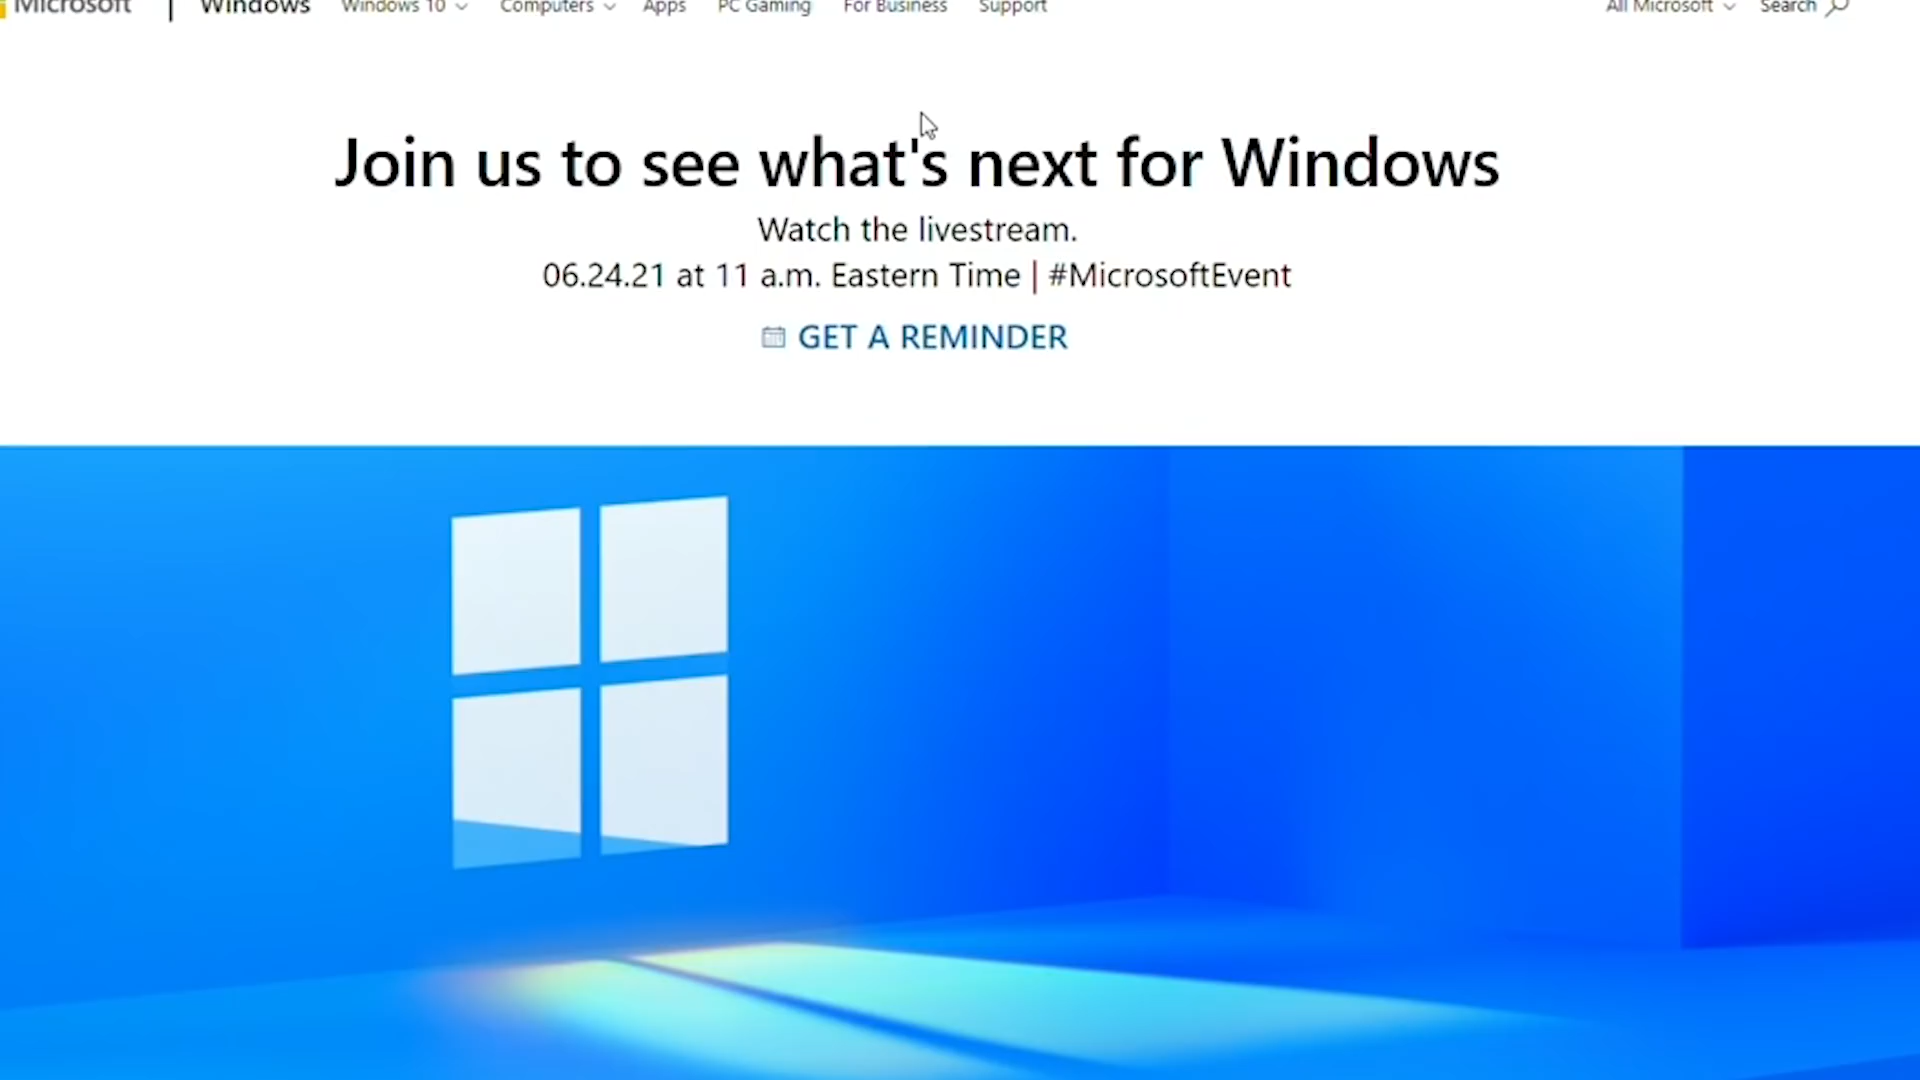 Microsoft | Windows Windows 10 Computers Apps PC Gaming For Business Support All Microsoft Search
Join us to see what's next for Windows
Watch the livestream.
06.24.21 at 11 a.m. Eastern Time | #MicrosoftEvent
GET A REMINDER